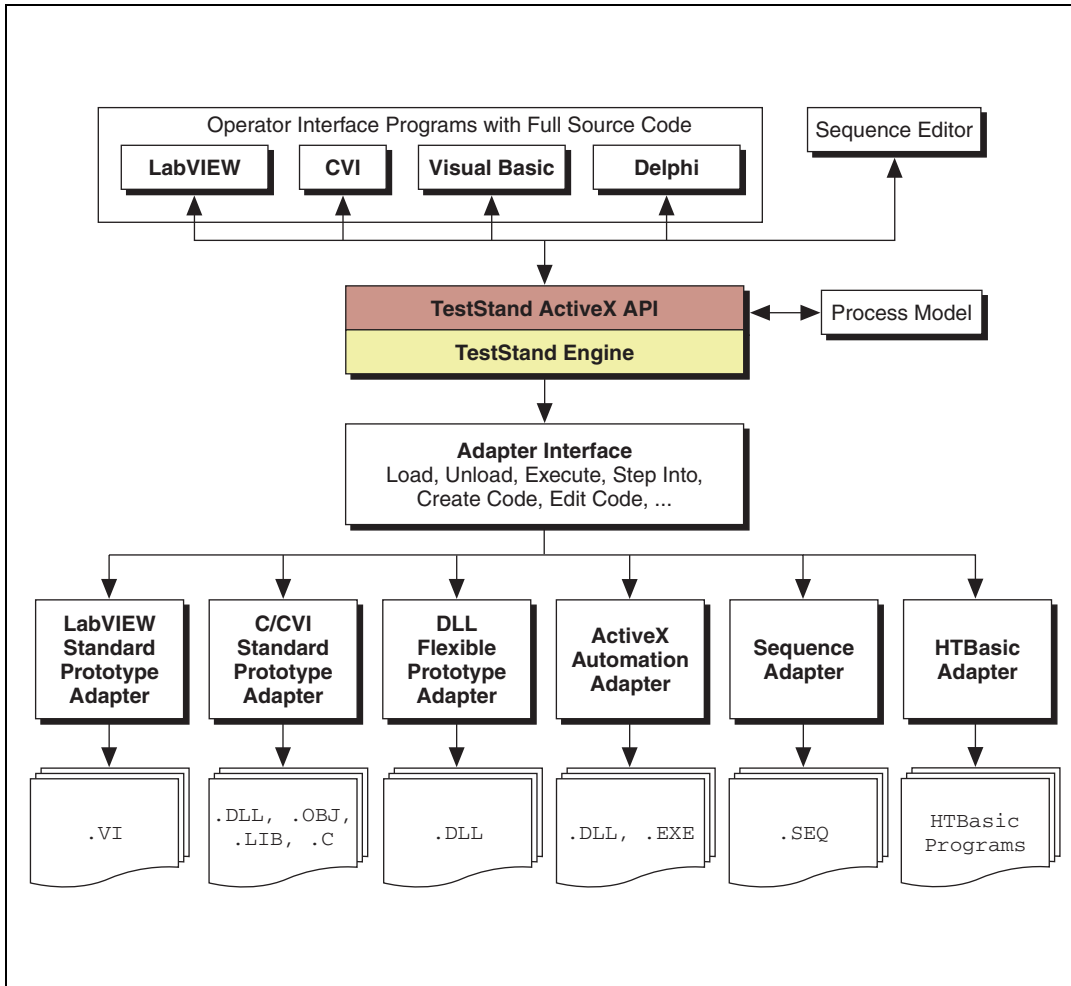 Operator Interface Programs with Full Source Code
Sequence Editor
LabVIEW
CVI
Visual Basic
Delphi
TestStand ActiveX API
Process Model
TestStand Engine
Adapter Interface
Load, Unload, Execute, Step Into,
Create Code, Edit Code, ...
LabVIEW
Standard
Prototype
Adapter
C/CVI
Standard
Prototype
Adapter
DLL
Flexible
Prototype
Adapter
ActiveX
Automation
Adapter
Sequence
Adapter
HTBasic
Adapter
.VI
.DLL, .OBJ,
.LIB, .C
.DLL
.DLL, .EXE
.SEQ
HTBasic
Programs